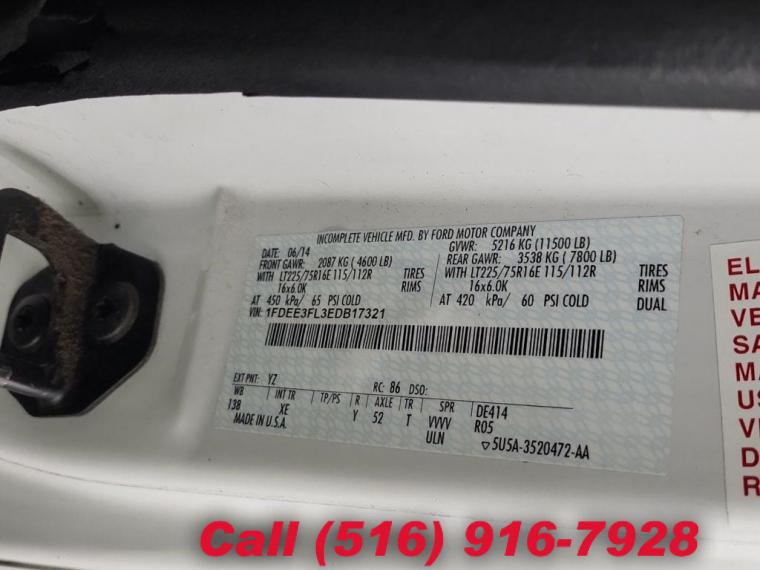 INCOMPLETE VEHICLE MFD. BY FORD MOTOR COMPANY
DATE: 06/14 GVWR: 5216 KG (11500 LB)
FRONT GAWR: 2087 KG ( 4600 LB) REAR GAWR: 3538 KG ( 7800 LB)
WITH LT225/75R16E 115/112R TIRES WITH LT225/75R16E 115/112R TIRES
16x6.0K RIMS 16x6.0K RIMS
AT 450 kPa/ 65 PSI COLD AT 420 kPa/ 60 PSI COLD DUAL
VIN: 1FDEE3FL3EDB17321
EXT PNT: YZ RC: 86 DSO:
WB INT TR TP/PS R AXLE TR SPR DE414
138 XE Y 52 T VVVV R05
MADE IN U.S.A. ULN ▽5U5A-3520472-AA
EL
MA
VE
SA
MA
US
VI
D
R
Call (516) 916-7928